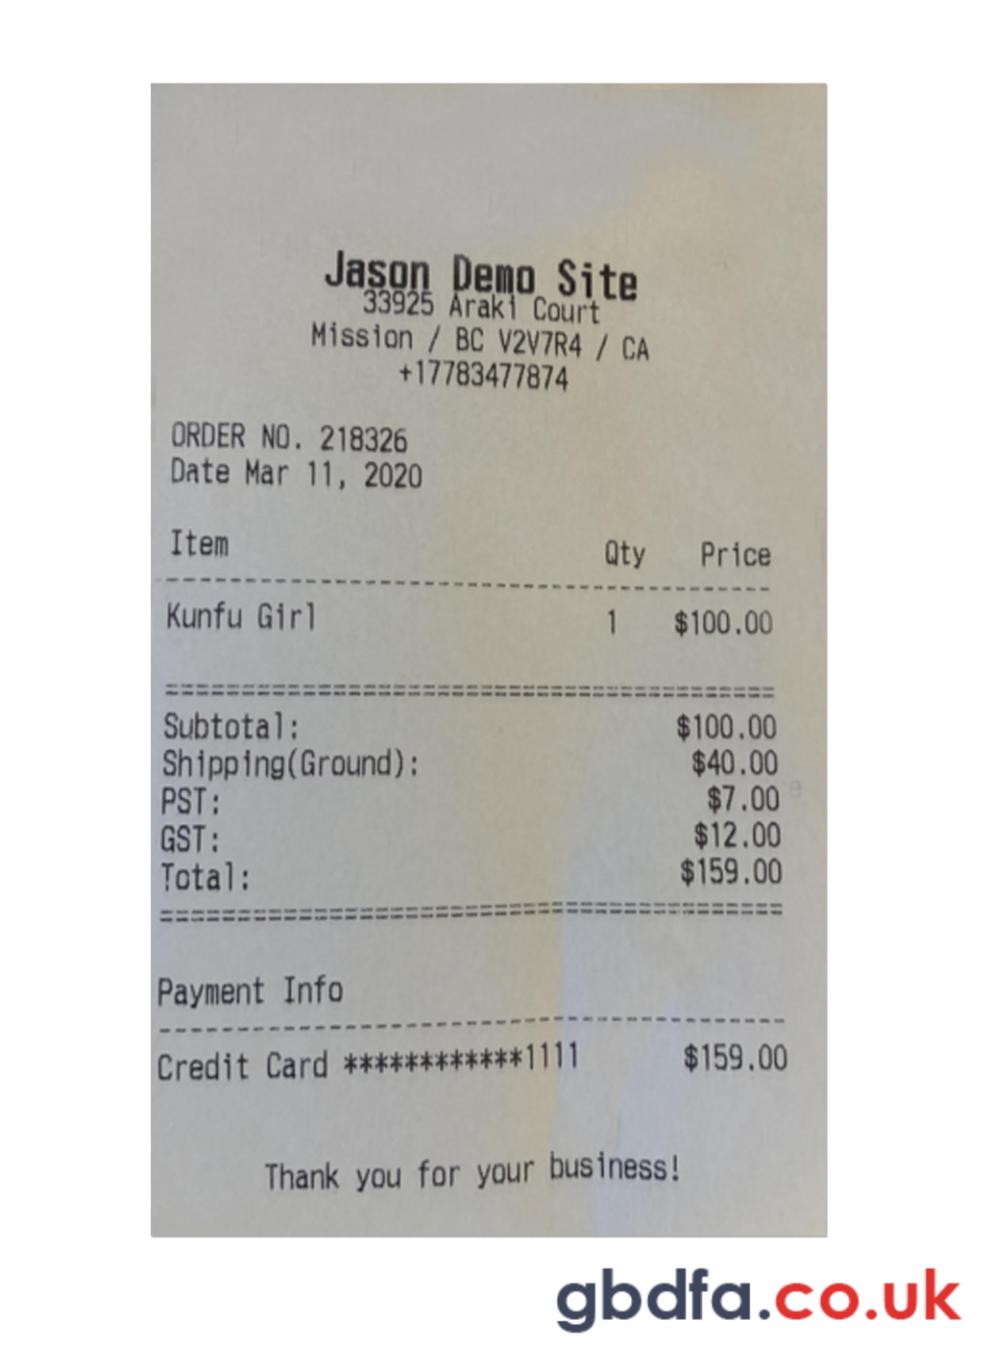 Jason Demo Site
33925 Araki Court
Mission / BC V2V7R4 / CA
+17783477874
ORDER NO. 218326
Date Mar 11, 2020
Item Qty Price
--------------------------------------------
Kunfu Girl 1 $100.00
============================================
Subtotal: $100.00
Shipping(Ground): $40.00
PST: $7.00
GST: $12.00
Total: $159.00
============================================
Payment Info
--------------------------------------------
Credit Card ************1111 $159.00
Thank you for your business!
gbdfa.co.uk